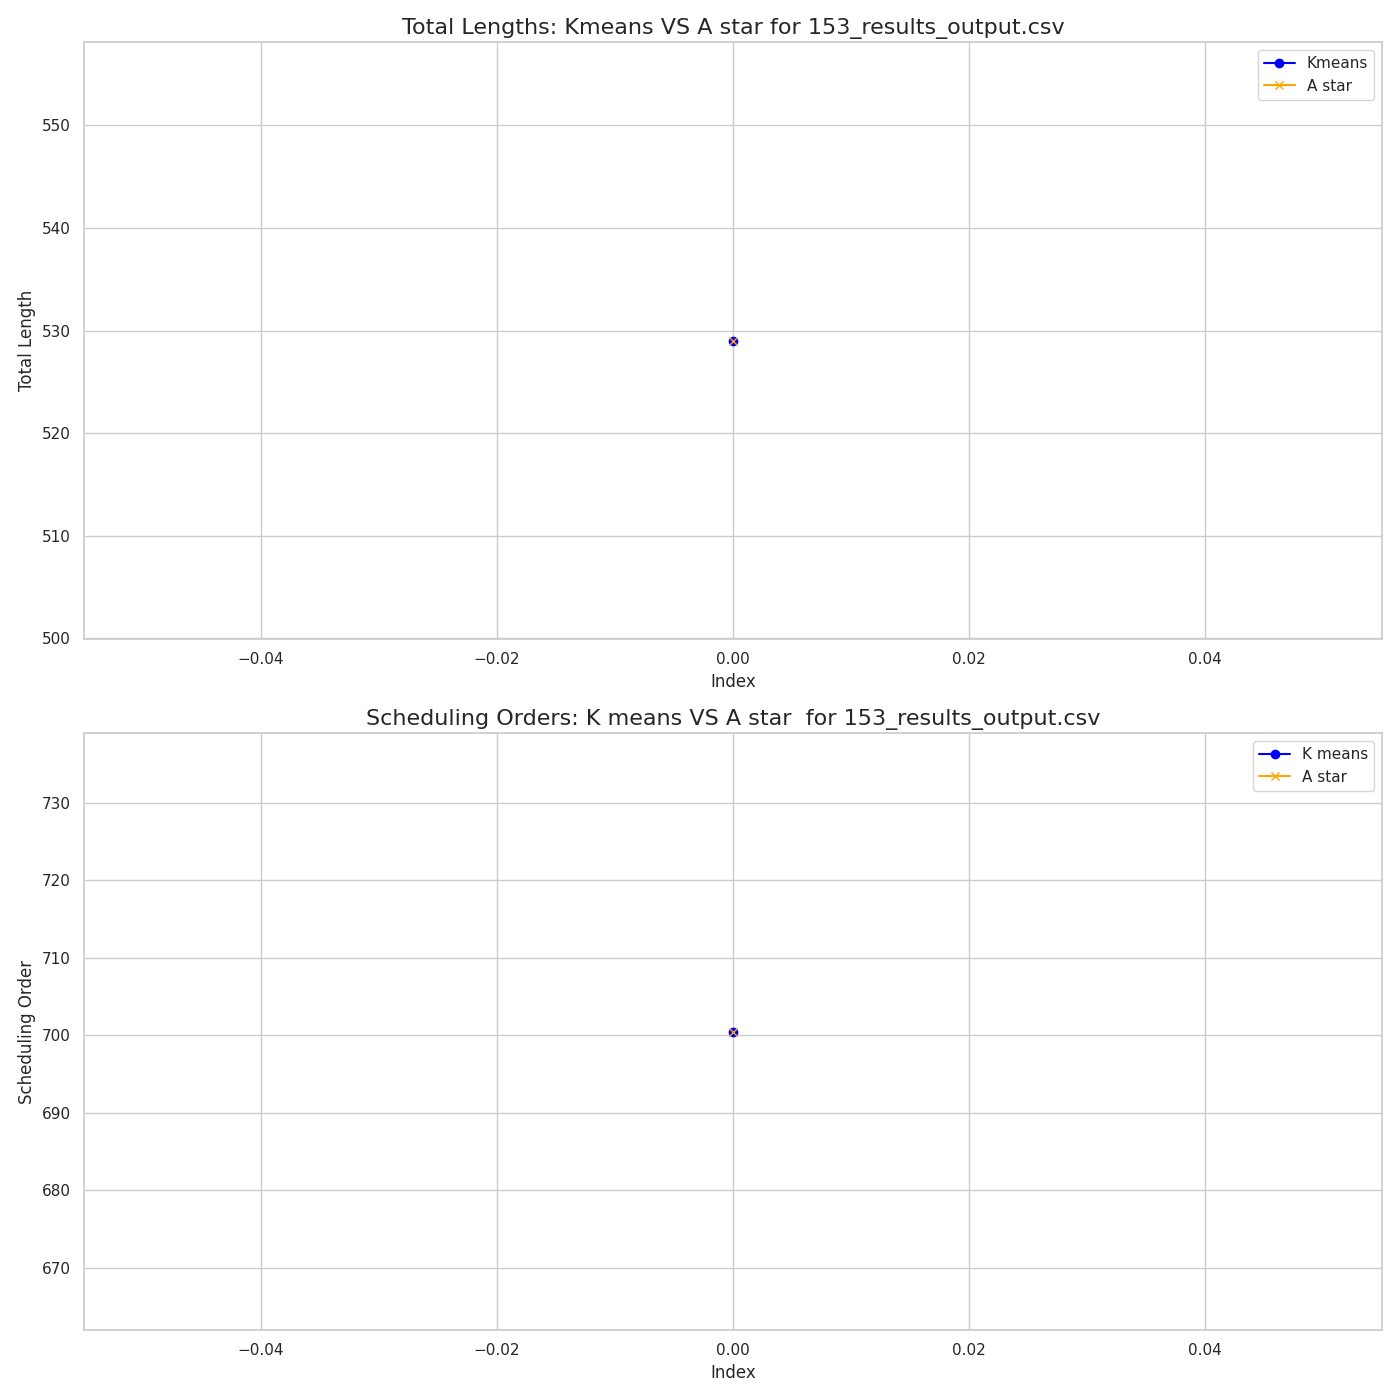 Total Lengths: Kmeans VS A star for 153_results_output.csv
Kmeans
A star
550
540
530
520
510
500
Total Length
−0.04 −0.02 0.00 0.02 0.04
Index
Scheduling Orders: K means VS A star  for 153_results_output.csv
K means
A star
730
720
710
700
690
680
670
Scheduling Order
−0.04 −0.02 0.00 0.02 0.04
Index